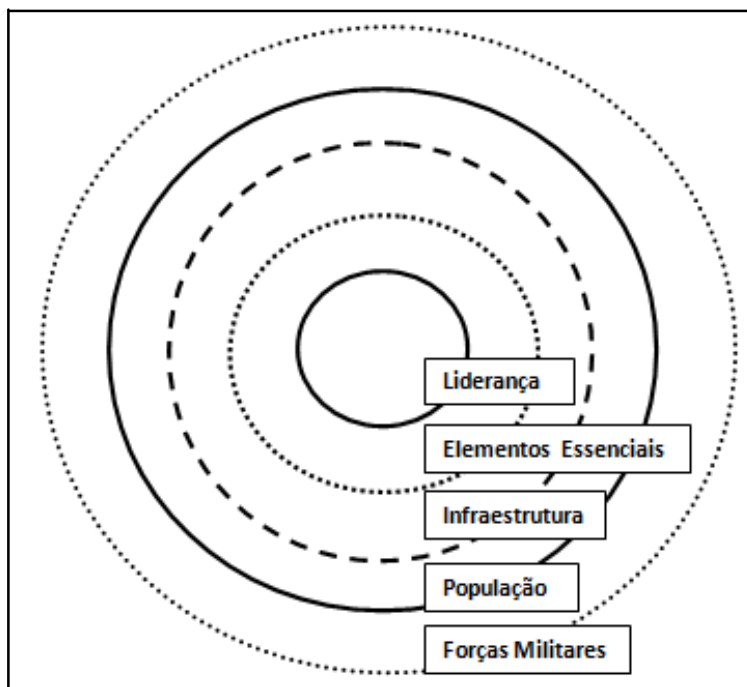 Liderança
Elementos Essenciais
Infraestrutura
População
Forças Militares